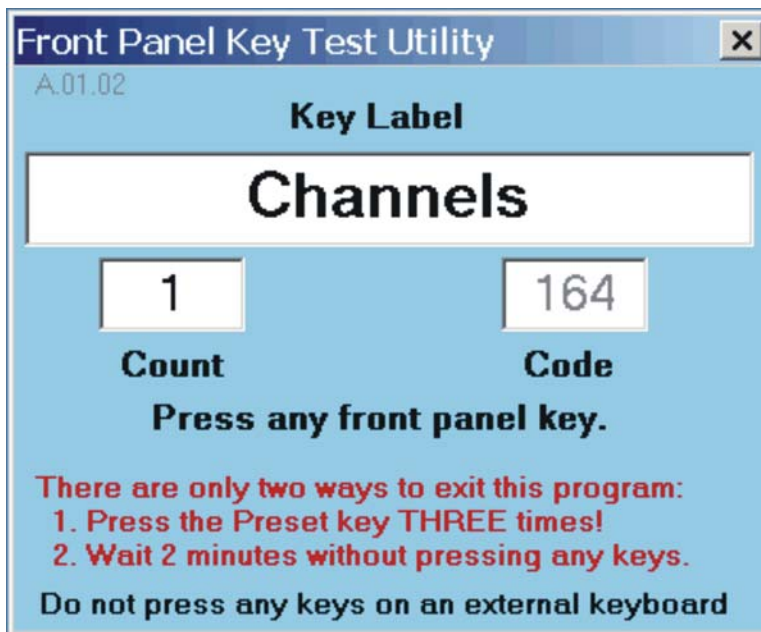 Front Panel Key Test Utility
A.01.02
Key Label
Channels
1 164
Count Code
Press any front panel key.
There are only two ways to exit this program:
1. Press the Preset key THREE times!
2. Wait 2 minutes without pressing any keys.
Do not press any keys on an external keyboard